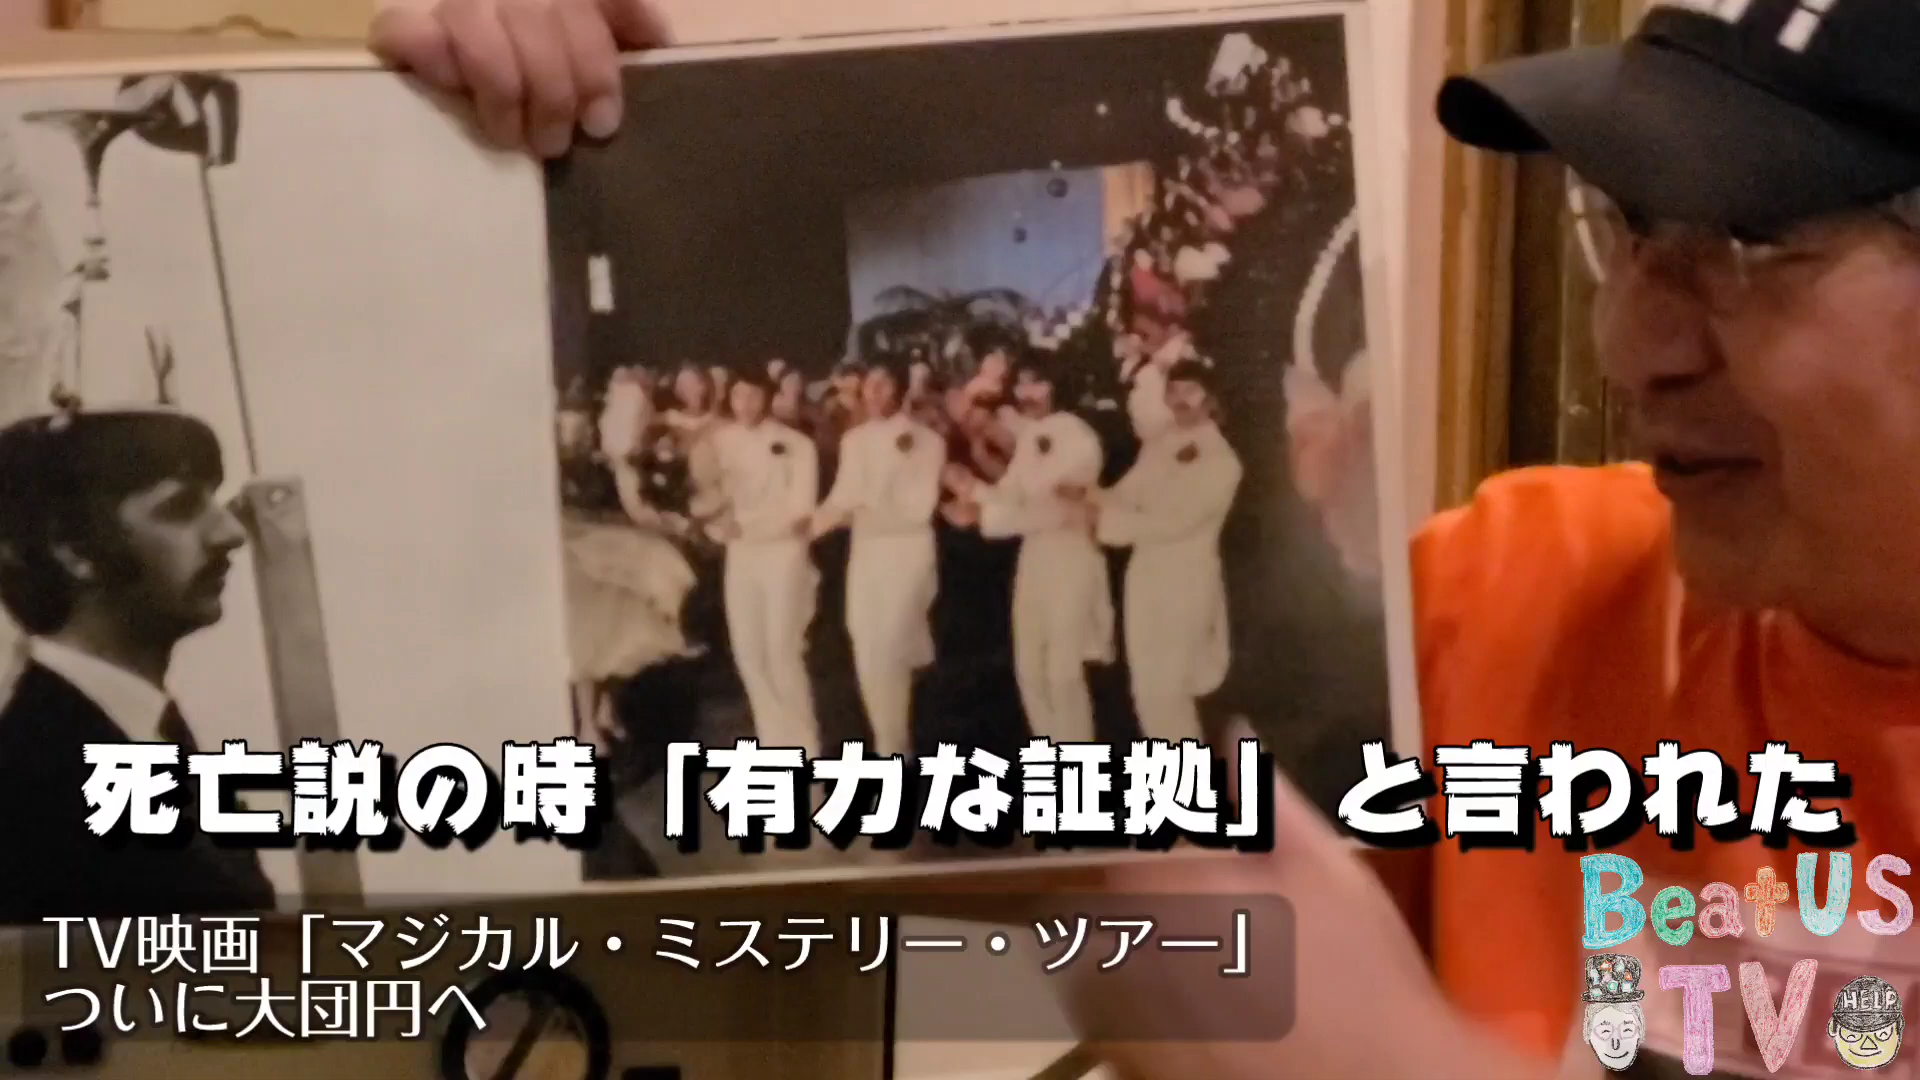 死亡説の時「有力な証拠」と言われた
TV映画「マジカル・ミステリー・ツアー」
ついに大団円へ
BeatUS
TV
HELP